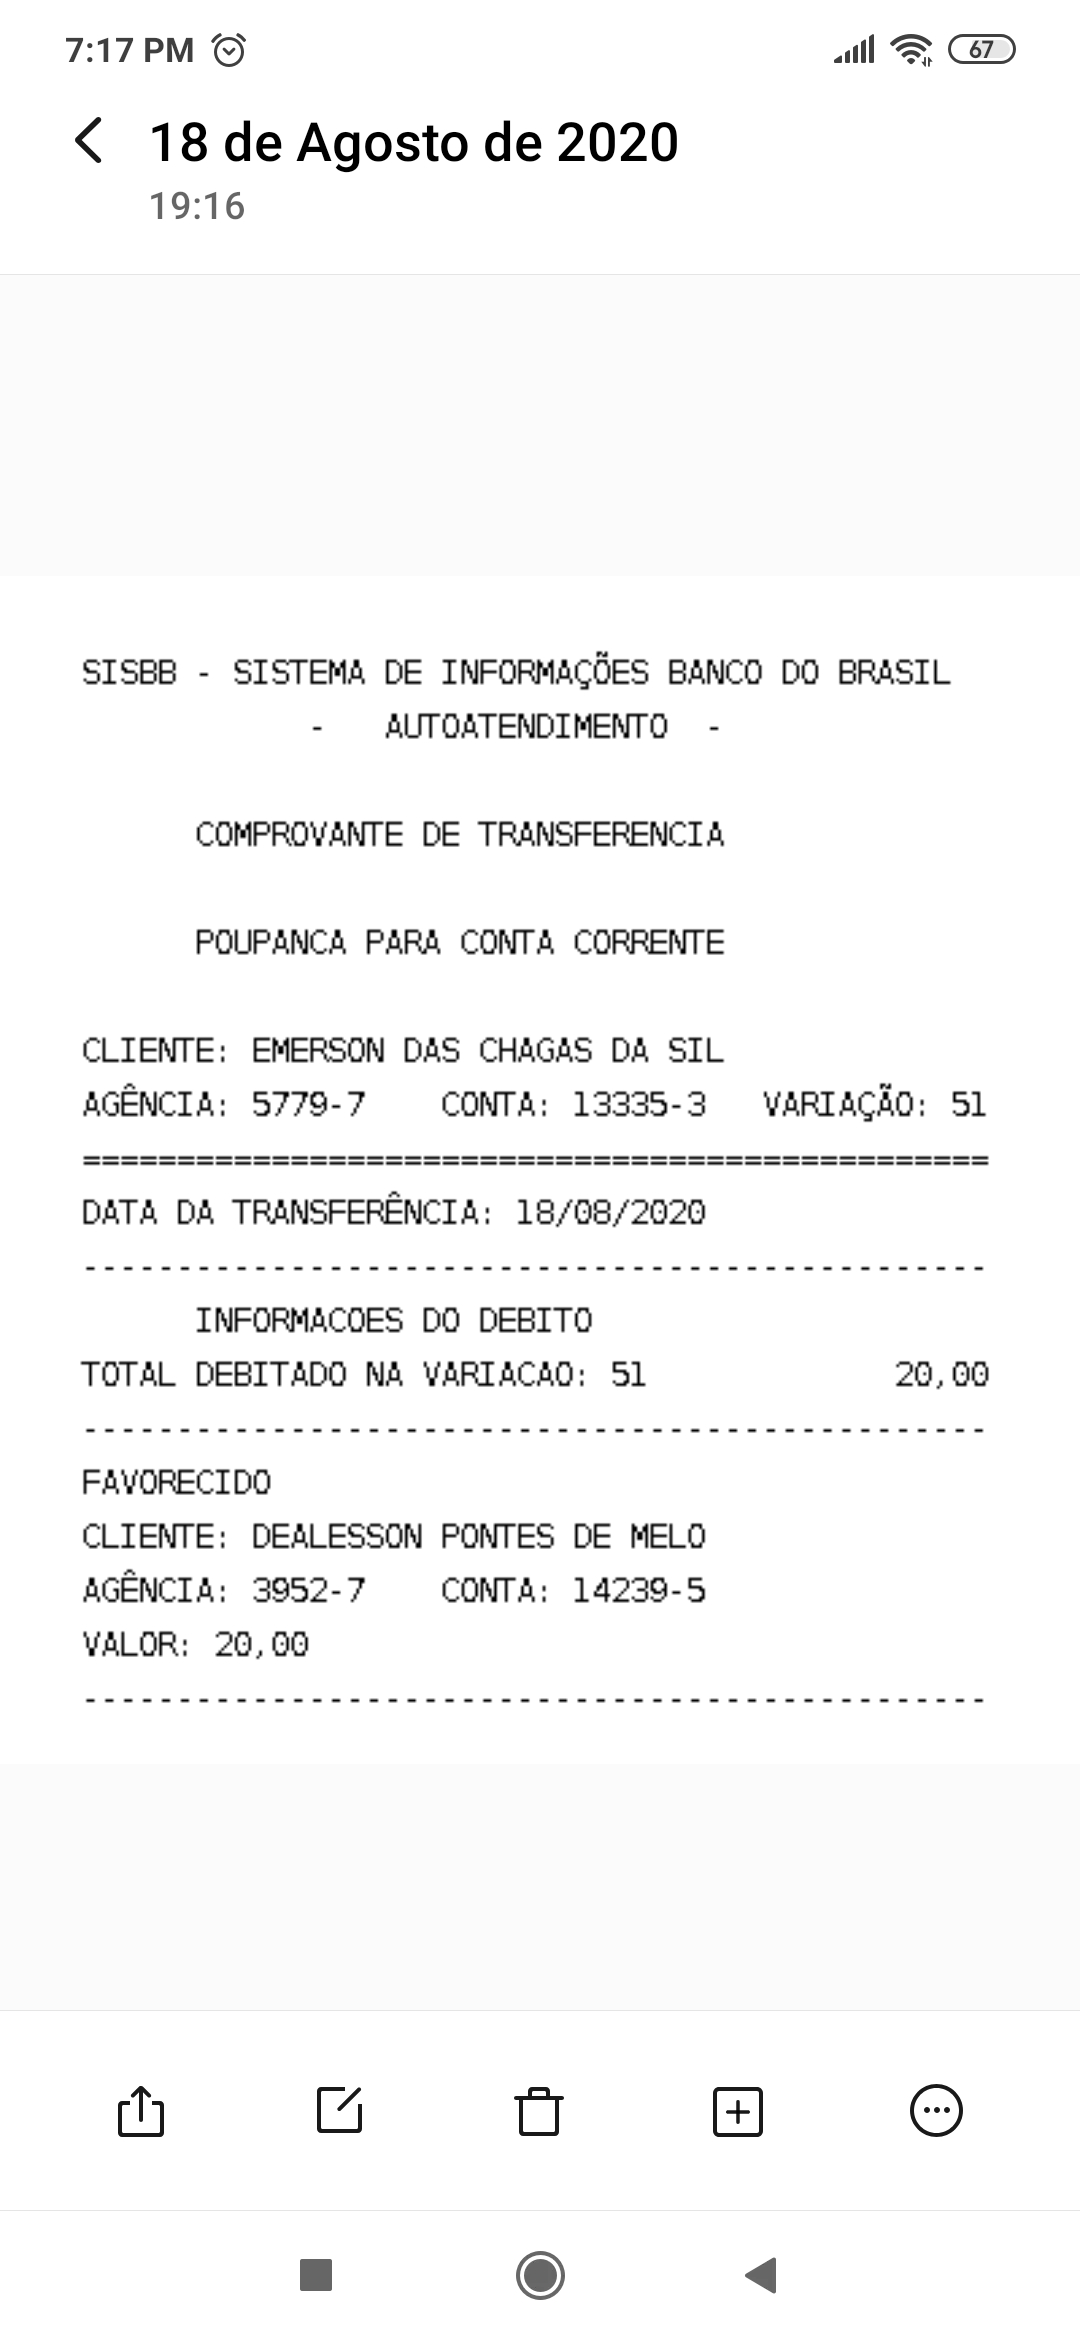 7:17 PM 67
18 de Agosto de 2020
19:16
SISBB - SISTEMA DE INFORMAÇÕES BANCO DO BRASIL
- AUTOATENDIMENTO -
COMPROVANTE DE TRANSFERENCIA
POUPANCA PARA CONTA CORRENTE
CLIENTE: EMERSON DAS CHAGAS DA SIL
AGÊNCIA: 5779-7 CONTA: 13335-3 VARIAÇÃO: 51
================================================
DATA DA TRANSFERÊNCIA: 18/08/2020
------------------------------------------------
INFORMACOES DO DEBITO
TOTAL DEBITADO NA VARIACAO: 51 20,00
------------------------------------------------
FAVORECIDO
CLIENTE: DEALESSON PONTES DE MELO
AGÊNCIA: 3952-7 CONTA: 14239-5
VALOR: 20,00
------------------------------------------------